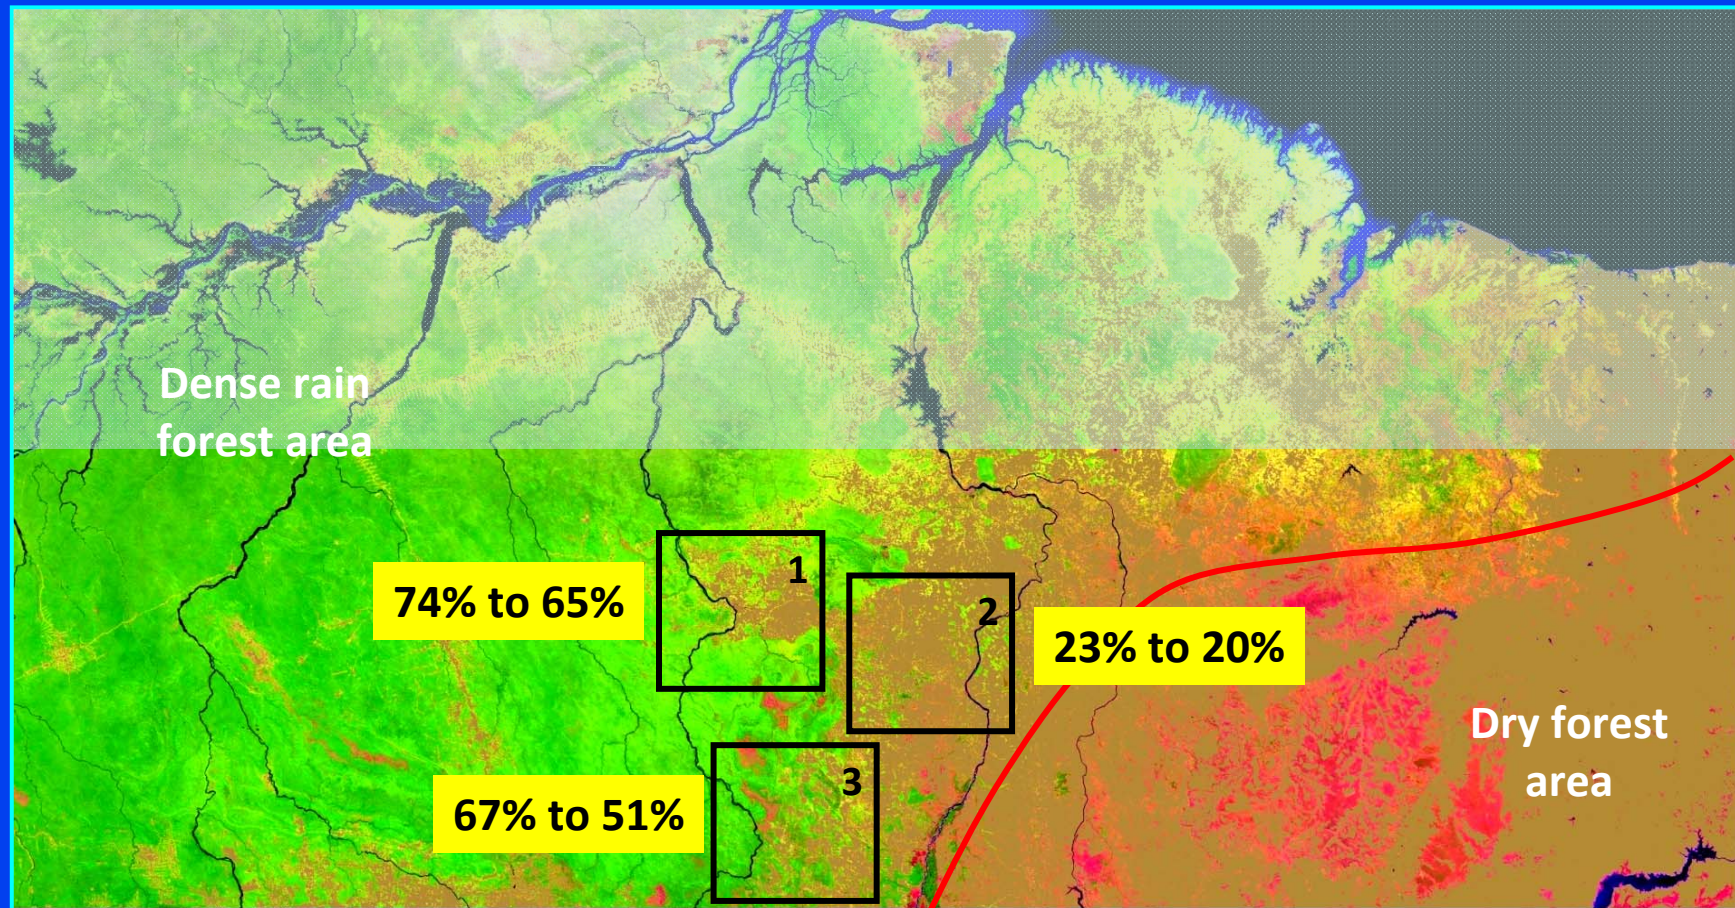 Dense rain
forest area
1
74% to 65%
2
23% to 20%
Dry forest
area
3
67% to 51%